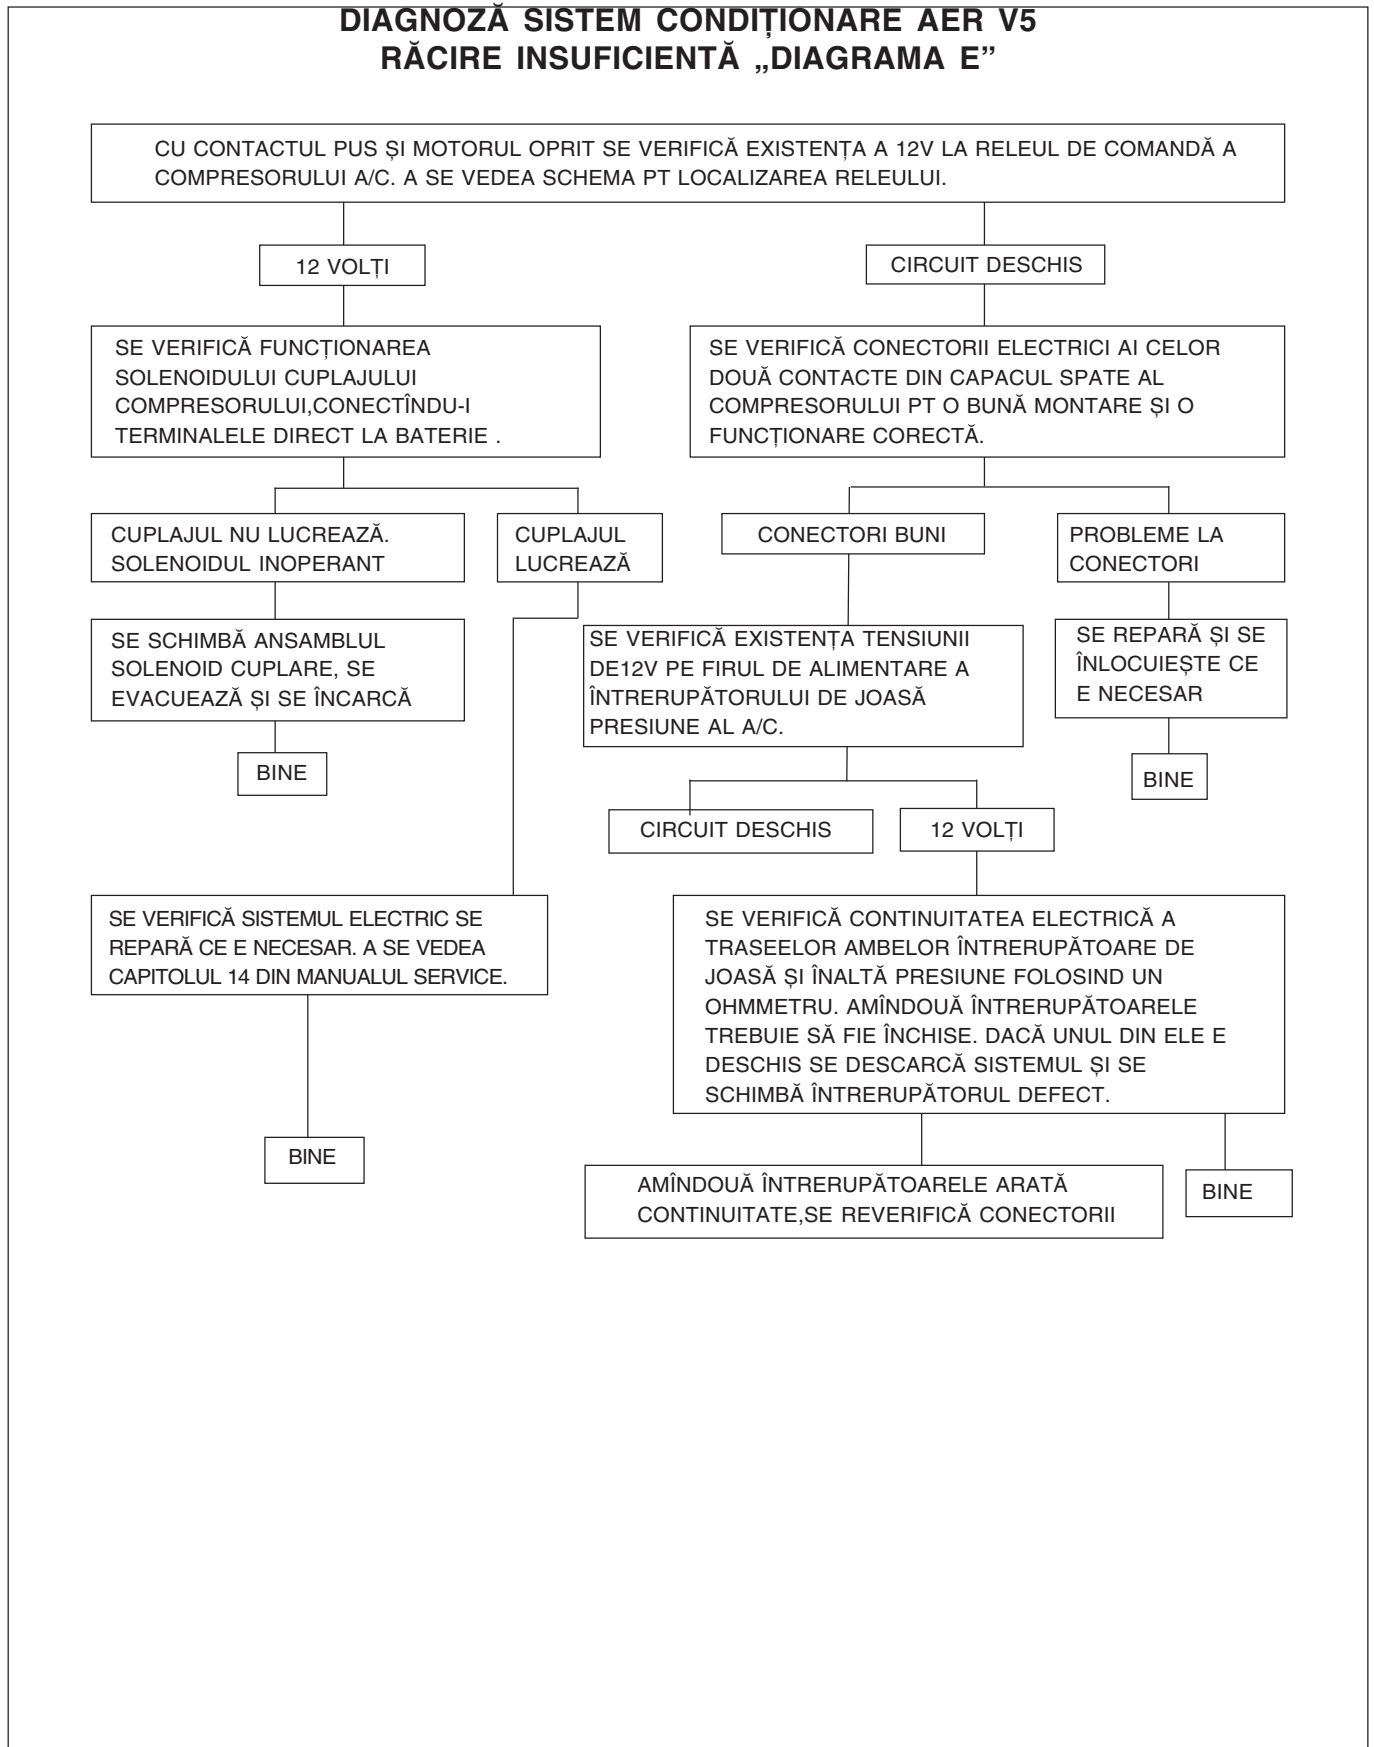 DIAGNOZĂ SISTEM CONDIȚIONARE AER V5
RĂCIRE INSUFICIENTĂ „DIAGRAMA E”
CU CONTACTUL PUS ȘI MOTORUL OPRIT SE VERIFICĂ EXISTENȚA A 12V LA RELEUL DE COMANDĂ A
COMPRESORULUI A/C. A SE VEDEA SCHEMA PT LOCALIZAREA RELEULUI.
12 VOLȚI
CIRCUIT DESCHIS
SE VERIFICĂ FUNCȚIONAREA
SOLENOIDULUI CUPLAJULUI
COMPRESORULUI,CONECTÎNDU-I
TERMINALELE DIRECT LA BATERIE .
SE VERIFICĂ CONECTORII ELECTRICI AI CELOR
DOUĂ CONTACTE DIN CAPACUL SPATE AL
COMPRESORULUI PT O BUNĂ MONTARE ȘI O
FUNCȚIONARE CORECTĂ.
CUPLAJUL NU LUCREAZĂ.
SOLENOIDUL INOPERANT
CUPLAJUL
LUCREAZĂ
CONECTORI BUNI
PROBLEME LA
CONECTORI
SE SCHIMBĂ ANSAMBLUL
SOLENOID CUPLARE, SE
EVACUEAZĂ ȘI SE ÎNCARCĂ
SE VERIFICĂ EXISTENȚA TENSIUNII
DE12V PE FIRUL DE ALIMENTARE A
ÎNTRERUPĂTORULUI DE JOASĂ
PRESIUNE AL A/C.
SE REPARĂ ȘI SE
ÎNLOCUIEȘTE CE
E NECESAR
BINE
BINE
CIRCUIT DESCHIS
12 VOLȚI
SE VERIFICĂ SISTEMUL ELECTRIC SE
REPARĂ CE E NECESAR. A SE VEDEA
CAPITOLUL 14 DIN MANUALUL SERVICE.
SE VERIFICĂ CONTINUITATEA ELECTRICĂ A
TRASEELOR AMBELOR ÎNTRERUPĂTOARE DE
JOASĂ ȘI ÎNALTĂ PRESIUNE FOLOSIND UN
OHMMETRU. AMÎNDOUĂ ÎNTRERUPĂTOARELE
TREBUIE SĂ FIE ÎNCHISE. DACĂ UNUL DIN ELE E
DESCHIS SE DESCARCĂ SISTEMUL ȘI SE
SCHIMBĂ ÎNTRERUPĂTORUL DEFECT.
BINE
AMÎNDOUĂ ÎNTRERUPĂTOARELE ARATĂ
CONTINUITATE,SE REVERIFICĂ CONECTORII
BINE